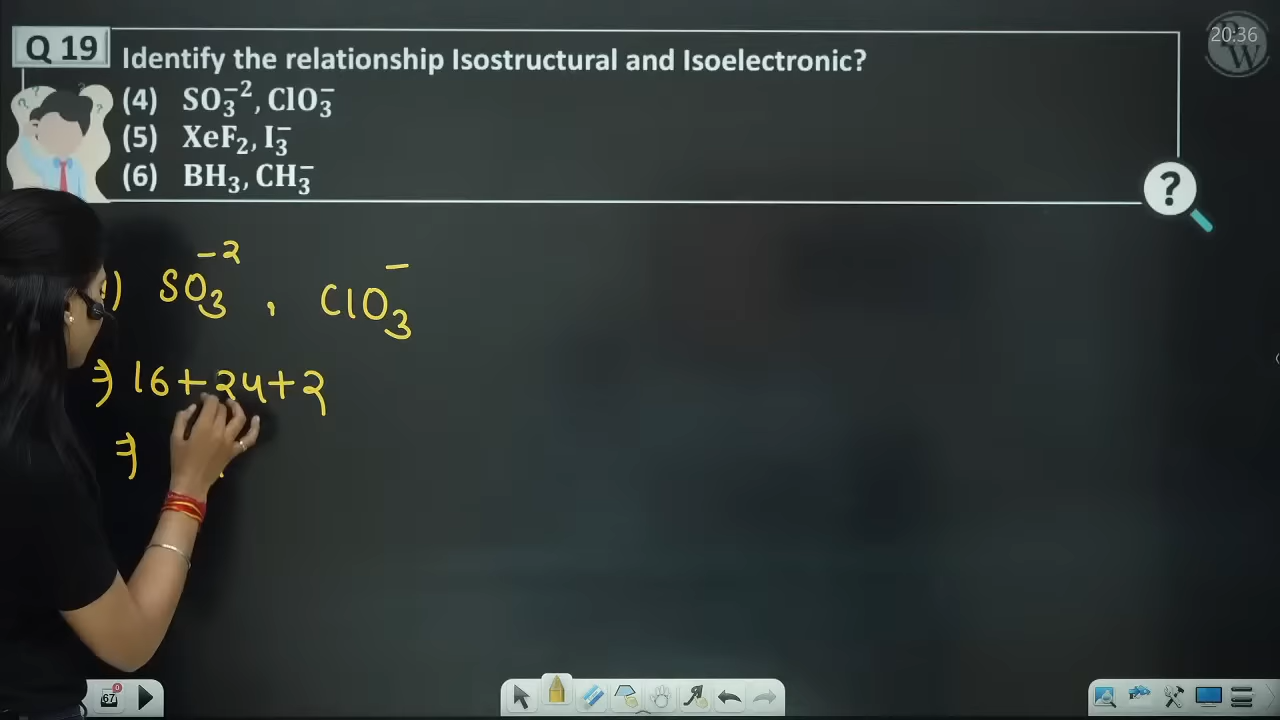 20:36
Q 19 Identify the relationship Isostructural and Isoelectronic?
(4) SO₃⁻², ClO₃⁻
(5) XeF₂, I₃⁻
(6) BH₃, CH₃⁻
?
) SO₃⁻² , ClO₃⁻
⇒ 16+24+2
⇒
67